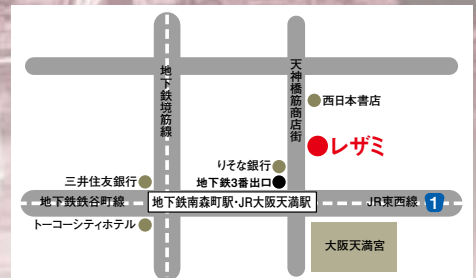 地下鉄境筋線
天神橋筋商店街
西日本書店
レザミ
りそな銀行
三井住友銀行
地下鉄3番出口
地下鉄鉄谷町線
地下鉄南森町駅・JR大阪天満駅
JR東西線
1
トーコーシティホテル
大阪天満宮